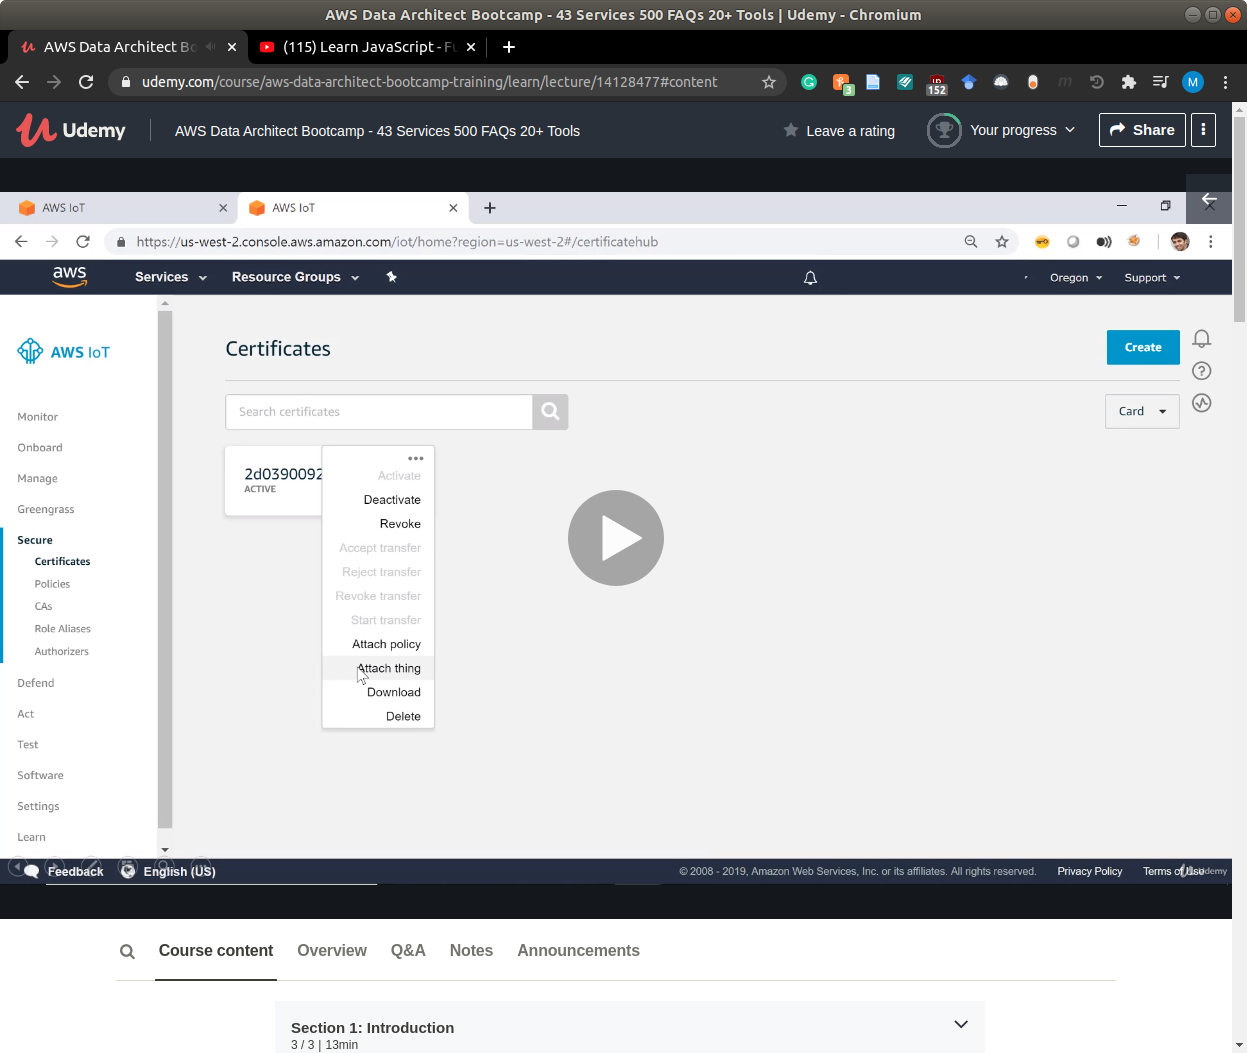 AWS Data Architect Bootcamp - 43 Services 500 FAQs 20+ Tools | Udemy - Chromium
AWS Data Architect Bo
(115) Learn JavaScript - Fu
udemy.com/course/aws-data-architect-bootcamp-training/learn/lecture/14128477#content
3
152
M
Udemy
AWS Data Architect Bootcamp - 43 Services 500 FAQs 20+ Tools
Leave a rating
Your progress
Share
AWS IoT
AWS IoT
https://us-west-2.console.aws.amazon.com/iot/home?region=us-west-2#/certificatehub
aws
Services
Resource Groups
Oregon
Support
AWS IoT
Monitor
Onboard
Manage
Greengrass
Secure
Certificates
Policies
CAs
Role Aliases
Authorizers
Defend
Act
Test
Software
Settings
Learn
Certificates
Create
Search certificates
Card
2d0390092
ACTIVE
Activate
Deactivate
Revoke
Accept transfer
Reject transfer
Revoke transfer
Start transfer
Attach policy
Attach thing
Download
Delete
Feedback
English (US)
© 2008 - 2019, Amazon Web Services, Inc. or its affiliates. All rights reserved.
Privacy Policy
Terms of Use
Udemy
Course content
Overview
Q&A
Notes
Announcements
Section 1: Introduction
3 / 3 | 13min